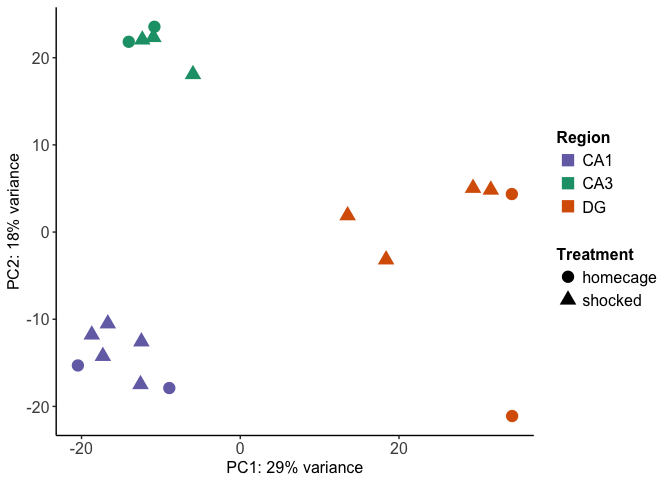 20
10
0
-10
-20
-20
0
20
PC2: 18% variance
PC1: 29% variance
Region
CA1
CA3
DG
Treatment
homecage
shocked